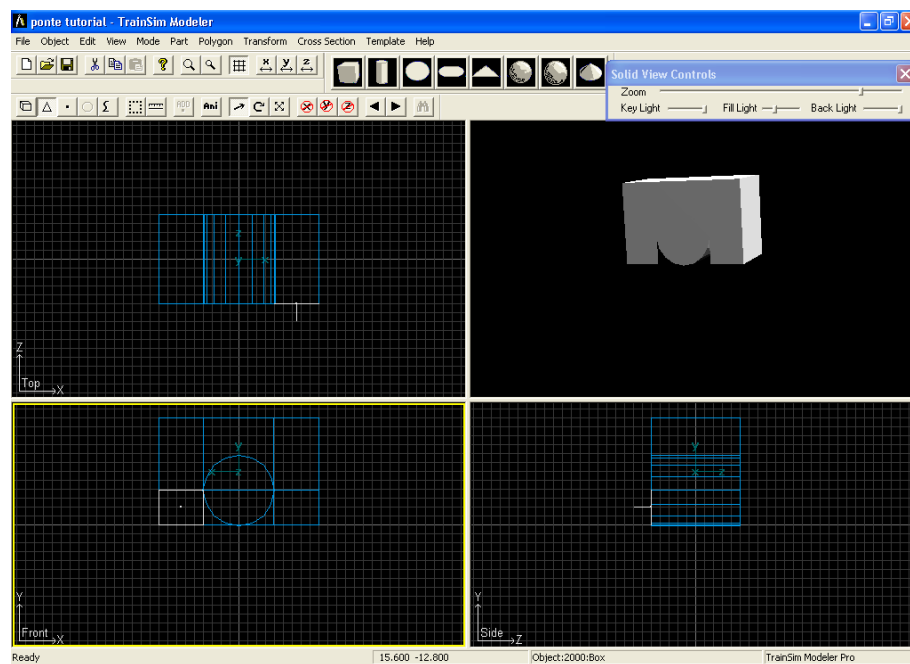 ponte tutorial - TrainSim Modeler
File Object Edit View Mode Part Polygon Transform Cross Section Template Help
x y z
Solid View Controls
Zoom
Key Light Fill Light Back Light
ADD Ani x y z
z
y x
Z
Top X
y
x z
Y
Front X
y
x z
Y
Side Z
Ready 15.600 -12.800 Object:2000:Box TrainSim Modeler Pro